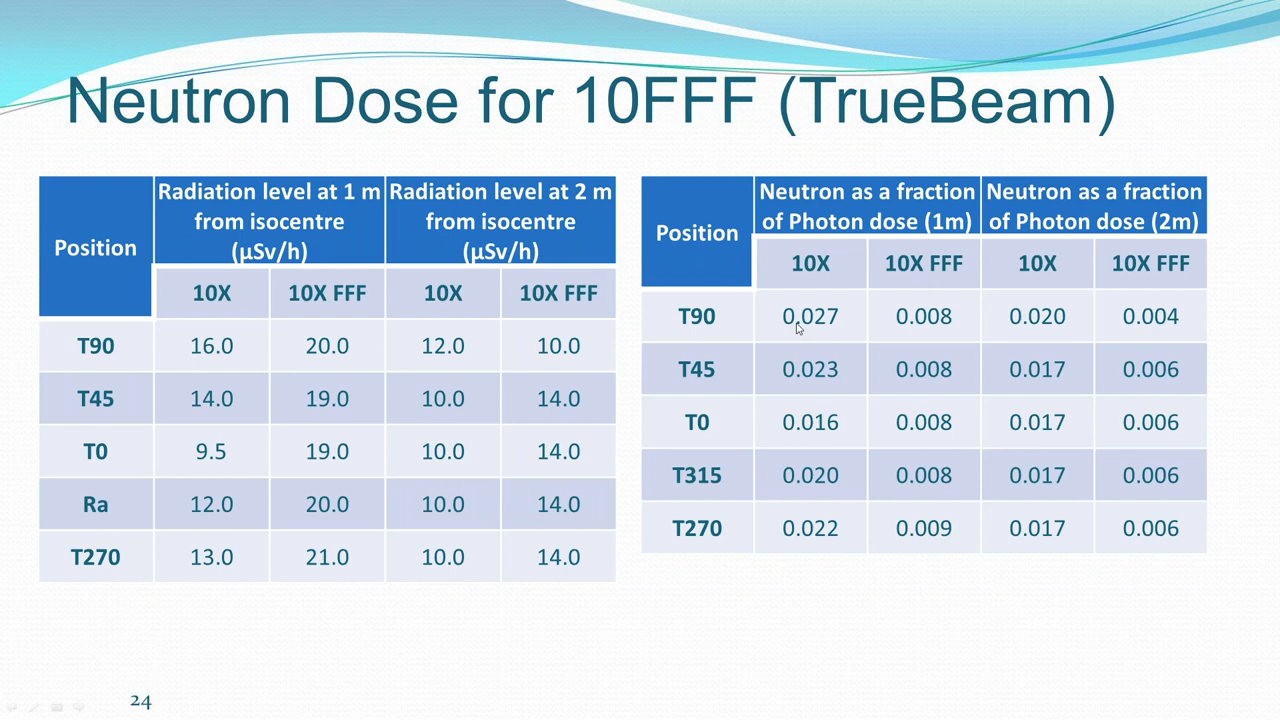 Neutron Dose for 10FFF (TrueBeam)
Position
Radiation level at 1 m
from isocentre
(µSv/h)
Radiation level at 2 m
from isocentre
(µSv/h)
10X 10X FFF 10X 10X FFF
T90 16.0 20.0 12.0 10.0
T45 14.0 19.0 10.0 14.0
T0 9.5 19.0 10.0 14.0
Ra 12.0 20.0 10.0 14.0
T270 13.0 21.0 10.0 14.0
Position
Neutron as a fraction
of Photon dose (1m)
Neutron as a fraction
of Photon dose (2m)
10X 10X FFF 10X 10X FFF
T90 0.027 0.008 0.020 0.004
T45 0.023 0.008 0.017 0.006
T0 0.016 0.008 0.017 0.006
T315 0.020 0.008 0.017 0.006
T270 0.022 0.009 0.017 0.006
24